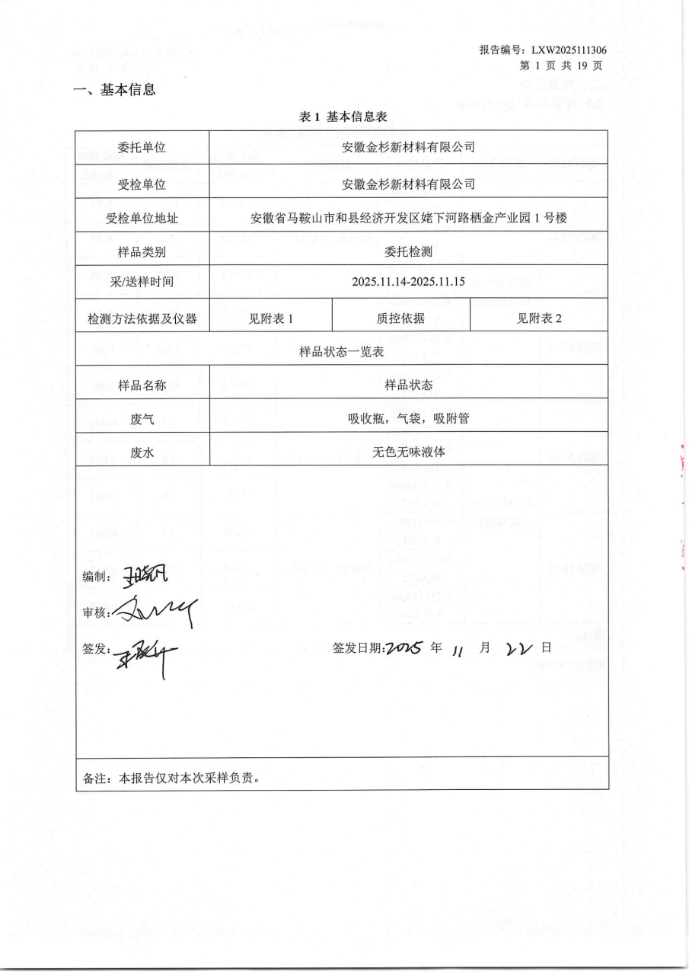 报告编号：LXW2025111306
第 1 页 共 19 页
一、基本信息
表 1 基本信息表
委托单位 安徽金杉新材料有限公司
受检单位 安徽金杉新材料有限公司
受检单位地址 安徽省马鞍山市和县经济开发区姥下河路栖金产业园 1 号楼
样品类别 委托检测
采/送样时间 2025.11.14-2025.11.15
检测方法依据及仪器 见附表 1 质控依据 见附表 2
样品状态一览表
样品名称 样品状态
废气 吸收瓶，气袋，吸附管
废水 无色无味液体
编制：
审核：
签发： 签发日期:2025 年 11 月 22 日
备注：本报告仅对本次采样负责。